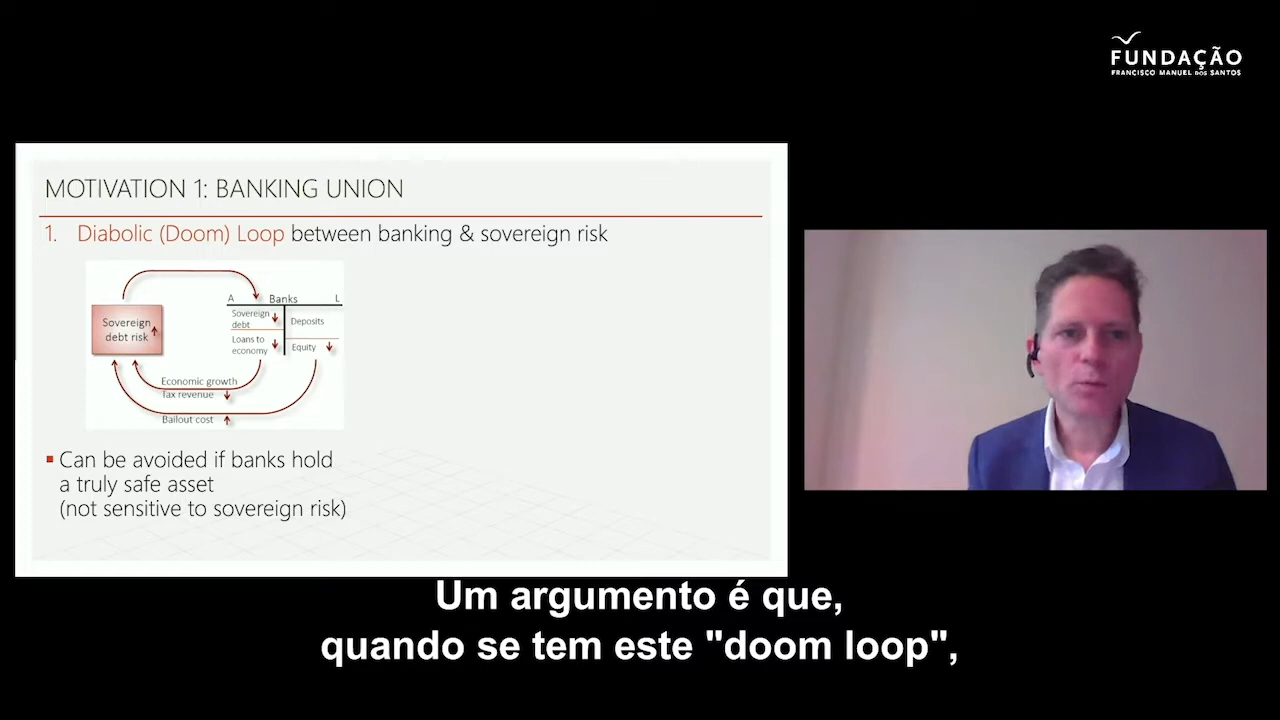 FUNDAÇÃO
FRANCISCO MANUEL DOS SANTOS
MOTIVATION 1: BANKING UNION
1. Diabolic (Doom) Loop between banking & sovereign risk
A Banks L
Sovereign
debt
Deposits
Loans to
economy
Equity
Sovereign
debt risk
Economic growth
Tax revenue
Bailout cost
Can be avoided if banks hold
a truly safe asset
(not sensitive to sovereign risk)
Um argumento é que,
quando se tem este "doom loop",